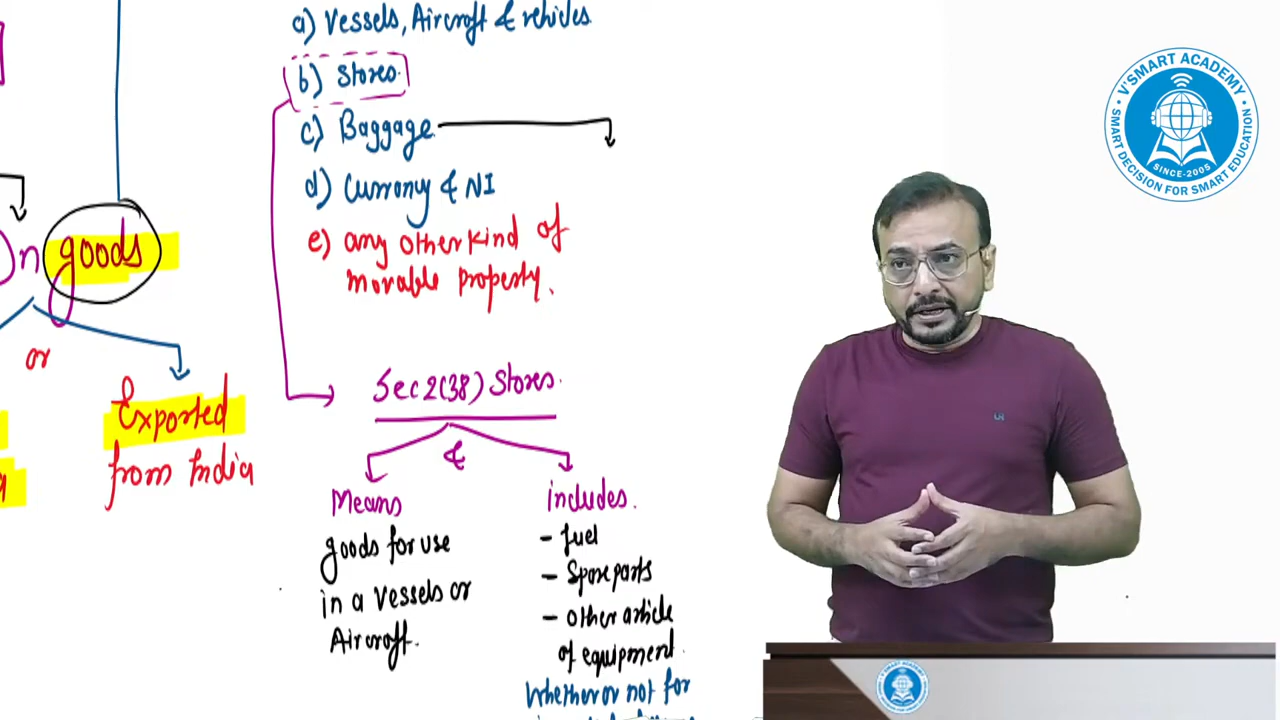 a) Vessels, Aircraft & vehicles
b) Stores.
c) Baggage
d) Currency & NI
e) any other kind of
movable property.
On goods
or
Exported
from India
Sec 2(38) Stores.
&
Means
goods for use
in a vessels or
Aircraft.
includes.
- fuel
- Spare parts
- Other article
of equipment.
Whether or not for
V'SMART ACADEMY
SINCE-2005
SMART DECISION FOR SMART EDUCATION